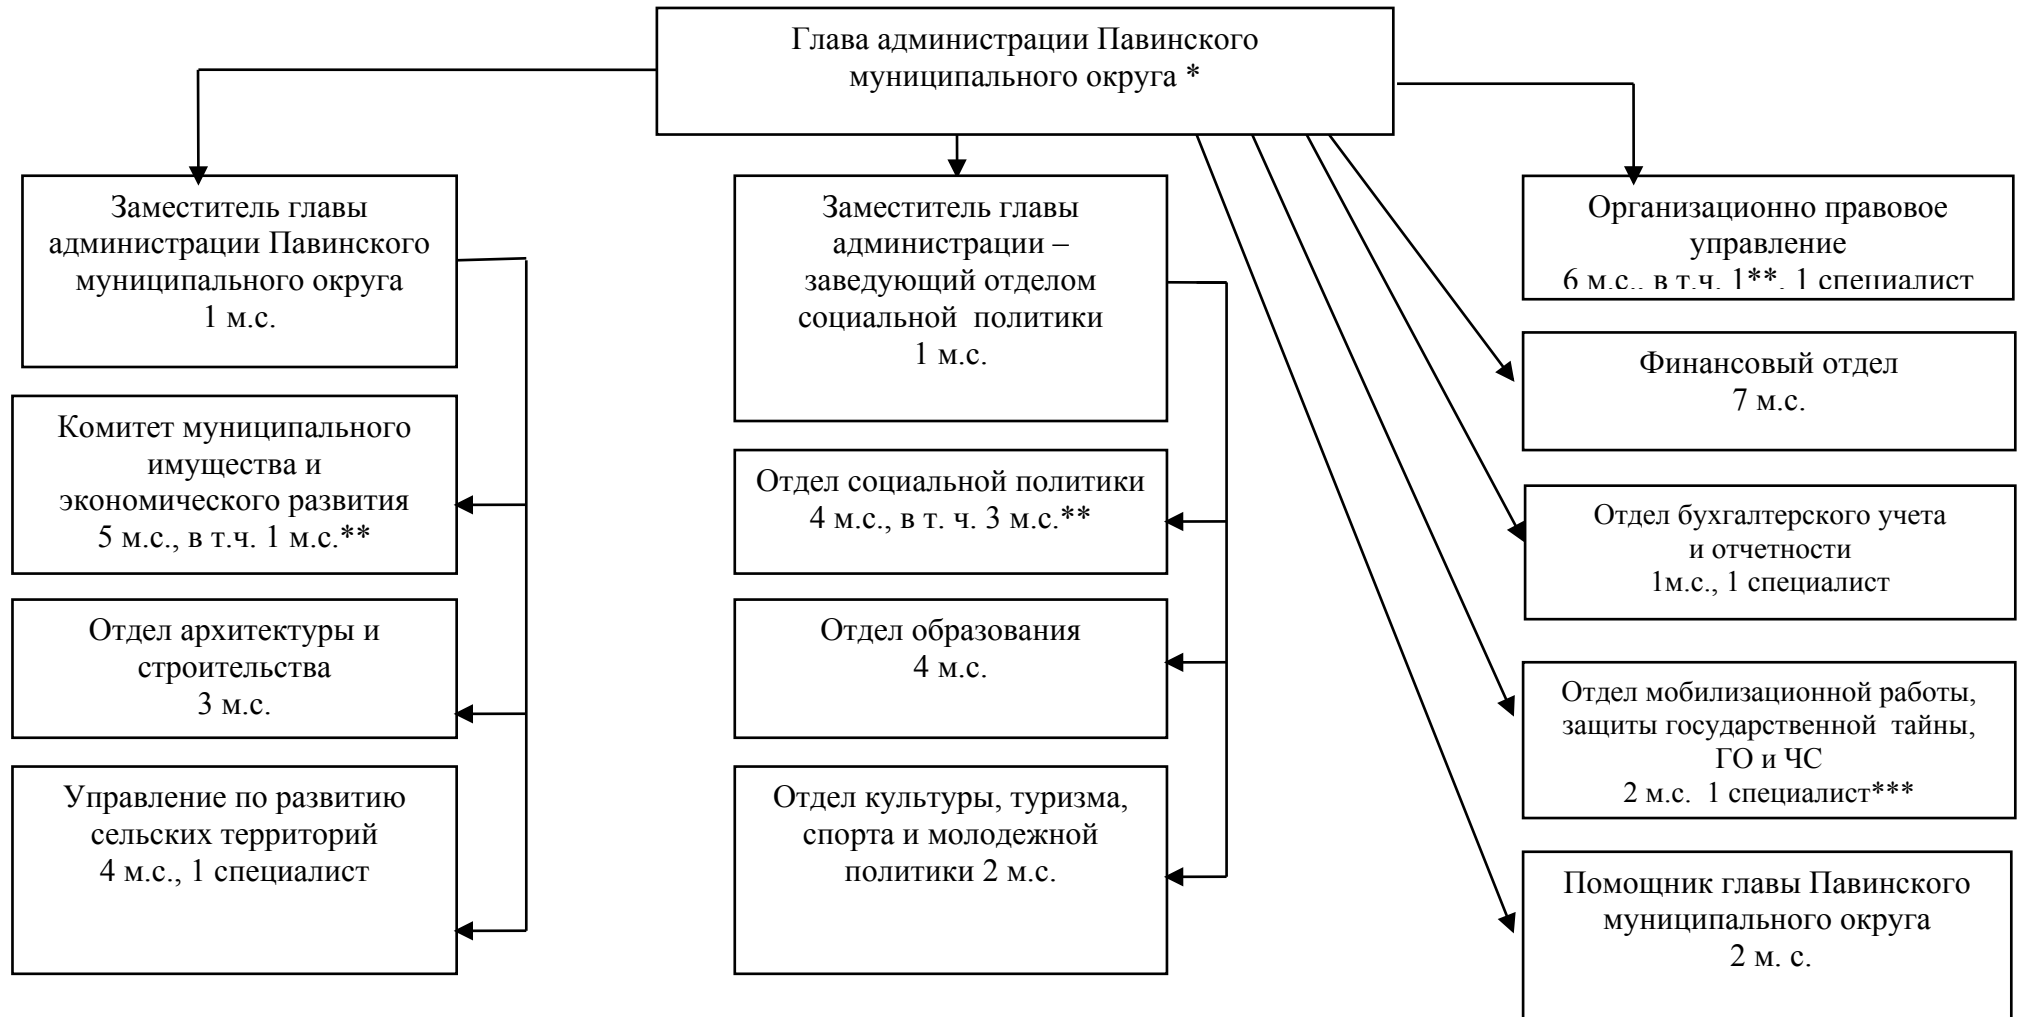 Глава администрации Павинского
муниципального округа *
Заместитель главы
администрации Павинского
муниципального округа
1 м.с.
Комитет муниципального
имущества и
экономического развития
5 м.с., в т.ч. 1 м.с.**
Отдел архитектуры и
строительства
3 м.с.
Управление по развитию
сельских территорий
4 м.с., 1 специалист
Заместитель главы
администрации –
заведующий отделом
социальной политики
1 м.с.
Отдел социальной политики
4 м.с., в т. ч. 3 м.с.**
Отдел образования
4 м.с.
Отдел культуры, туризма,
спорта и молодежной
политики 2 м.с.
Организационно правовое
управление
6 м.с., в т.ч. 1**. 1 специалист
Финансовый отдел
7 м.с.
Отдел бухгалтерского учета
и отчетности
1м.с., 1 специалист
Отдел мобилизационной работы,
защиты государственной тайны,
ГО и ЧС
2 м.с. 1 специалист***
Помощник главы Павинского
муниципального округа
2 м. с.